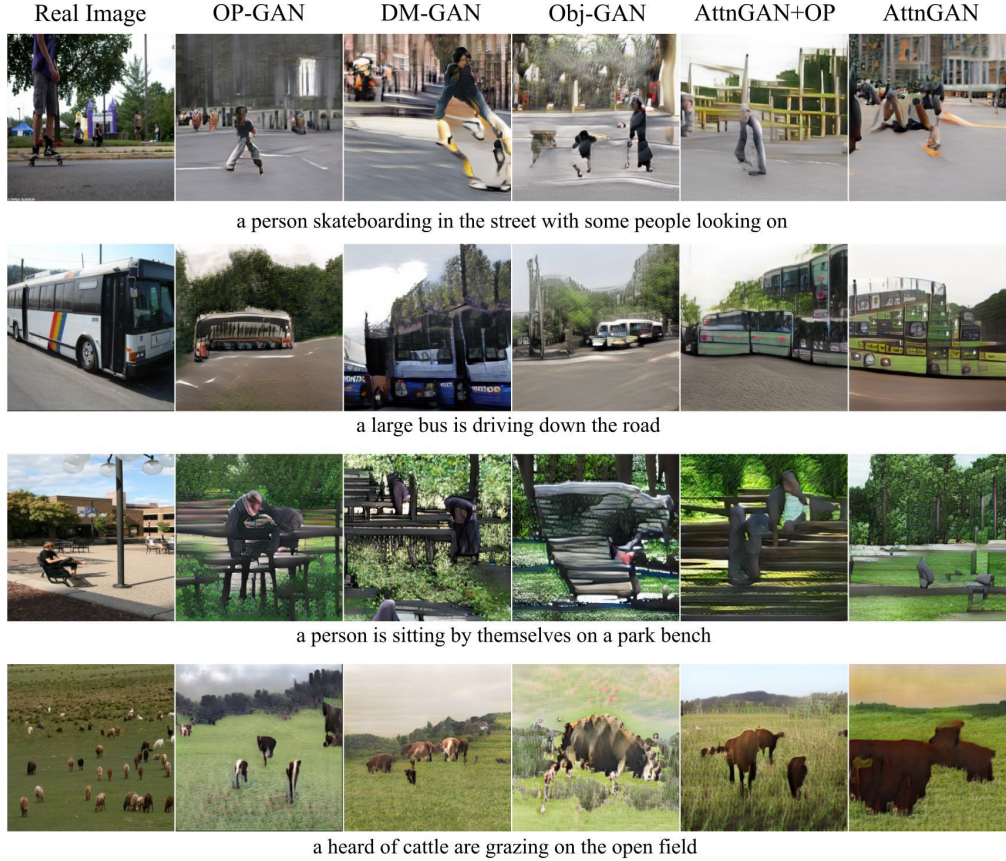 Real Image OP-GAN DM-GAN Obj-GAN AttnGAN+OP AttnGAN
a person skateboarding in the street with some people looking on
a large bus is driving down the road
a person is sitting by themselves on a park bench
a heard of cattle are grazing on the open field